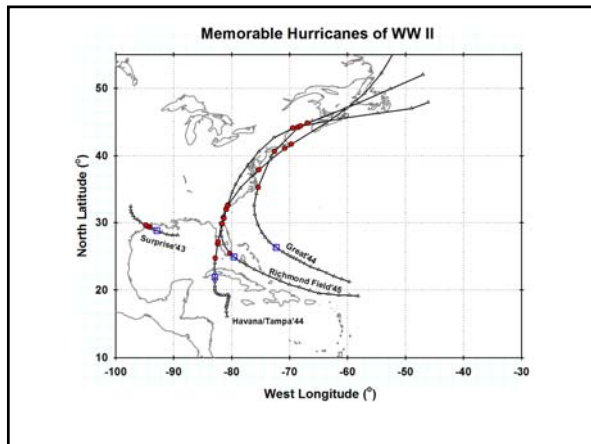 Memorable Hurricanes of WW II
North Latitude (°)
50
40
30
20
10
Surprise'43
Great'44
Richmond Field'45
Havana/Tampa'44
-100 -90 -80 -70 -60 -50 -40 -30
West Longitude (°)